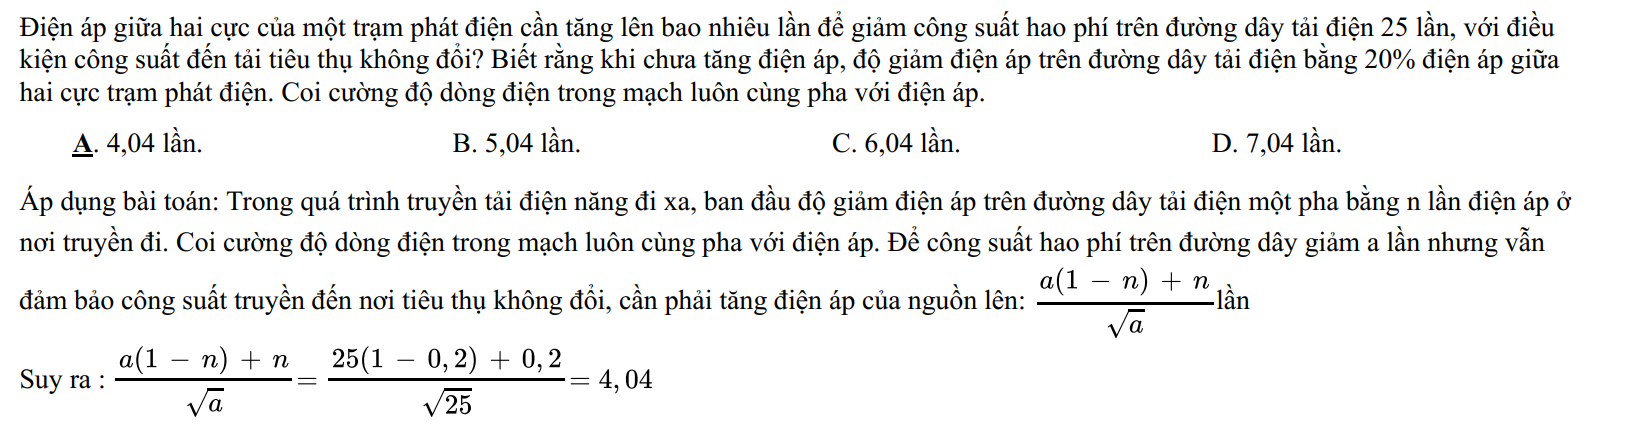 Điện áp giữa hai cực của một trạm phát điện cần tăng lên bao nhiêu lần để giảm công suất hao phí trên đường dây tải điện 25 lần, với điều
kiện công suất đến tải tiêu thụ không đổi? Biết rằng khi chưa tăng điện áp, độ giảm điện áp trên đường dây tải điện bằng 20% điện áp giữa
hai cực trạm phát điện. Coi cường độ dòng điện trong mạch luôn cùng pha với điện áp.
A. 4,04 lần. B. 5,04 lần. C. 6,04 lần. D. 7,04 lần.
Áp dụng bài toán: Trong quá trình truyền tải điện năng đi xa, ban đầu độ giảm điện áp trên đường dây tải điện một pha bằng n lần điện áp ở
nơi truyền đi. Coi cường độ dòng điện trong mạch luôn cùng pha với điện áp. Để công suất hao phí trên đường dây giảm a lần nhưng vẫn
đảm bảo công suất truyền đến nơi tiêu thụ không đổi, cần phải tăng điện áp của nguồn lên: \frac{a(1 - n) + n}{\sqrt{a}} lần
Suy ra : \frac{a(1 - n) + n}{\sqrt{a}} = \frac{25(1 - 0,2) + 0,2}{\sqrt{25}} = 4,04